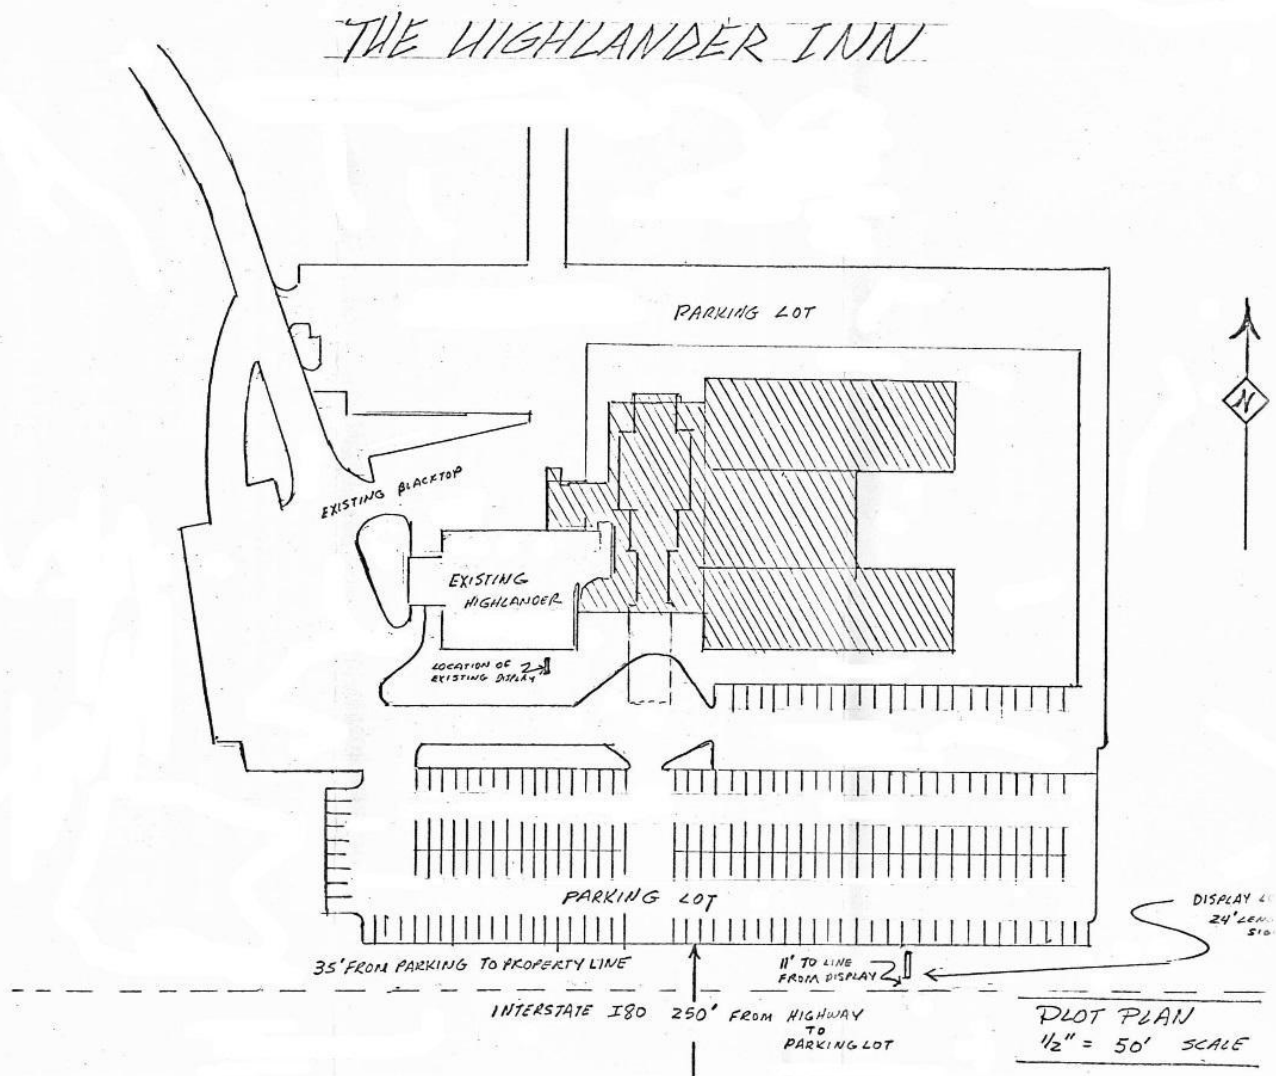 THE HIGHLANDER INN
PARKING LOT
N
EXISTING BLACKTOP
EXISTING
HIGHLANDER
LOCATION OF
EXISTING DISPLAY
PARKING LOT
DISPLAY
24' 
35' FROM PARKING TO PROPERTY LINE
11' TO LINE
FROM DISPLAY
INTERSTATE I80 250' FROM HIGHWAY
TO
PARKING LOT
PLOT PLAN
1/2" = 50' SCALE